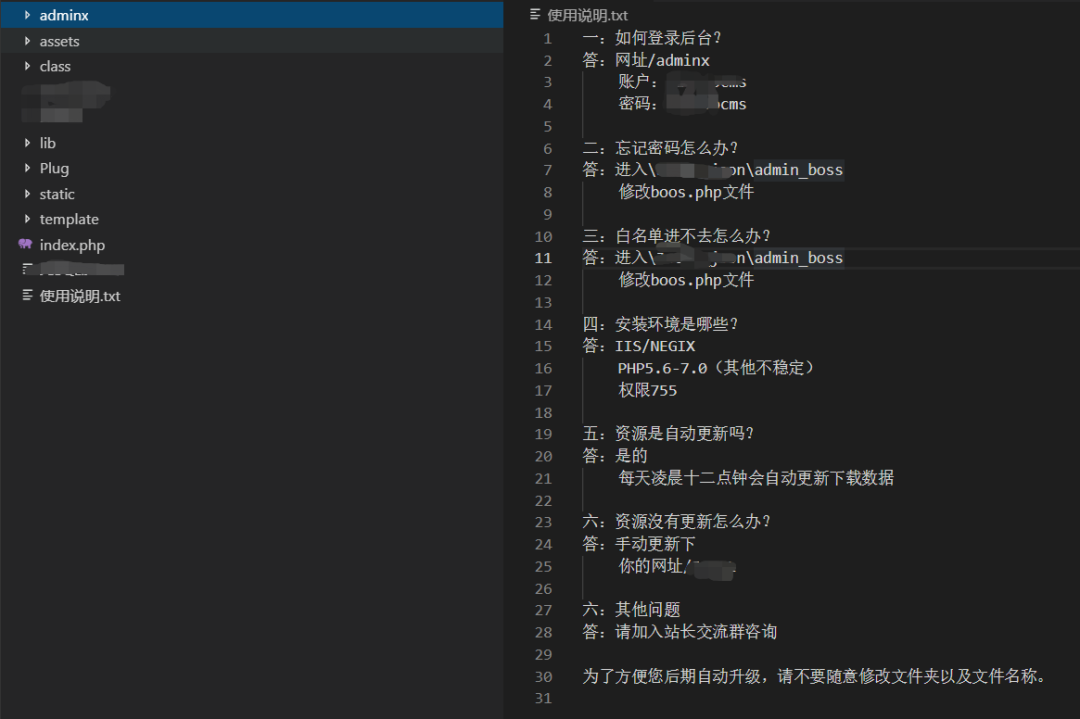 adminx
assets
class
lib
Plug
static
template
index.php
使用说明.txt
使用说明.txt
1 一：如何登录后台？
2 答：网址/adminx
3 账户：
4 密码：cms
5
6 二：忘记密码怎么办？
7 答：进入\n\admin_boss
8 修改boos.php文件
9
10 三：白名单进不去怎么办？
11 答：进入\n\admin_boss
12 修改boos.php文件
13
14 四：安装环境是哪些？
15 答：IIS/NEGIX
16 PHP5.6-7.0（其他不稳定）
17 权限755
18
19 五：资源是自动更新吗？
20 答：是的
21 每天凌晨十二点钟会自动更新下载数据
22
23 六：资源沒有更新怎么办？
24 答：手动更新下
25 你的网址/
26
27 六：其他问题
28 答：请加入站长交流群咨询
29
30 为了方便您后期自动升级，请不要随意修改文件夹以及文件名称。
31